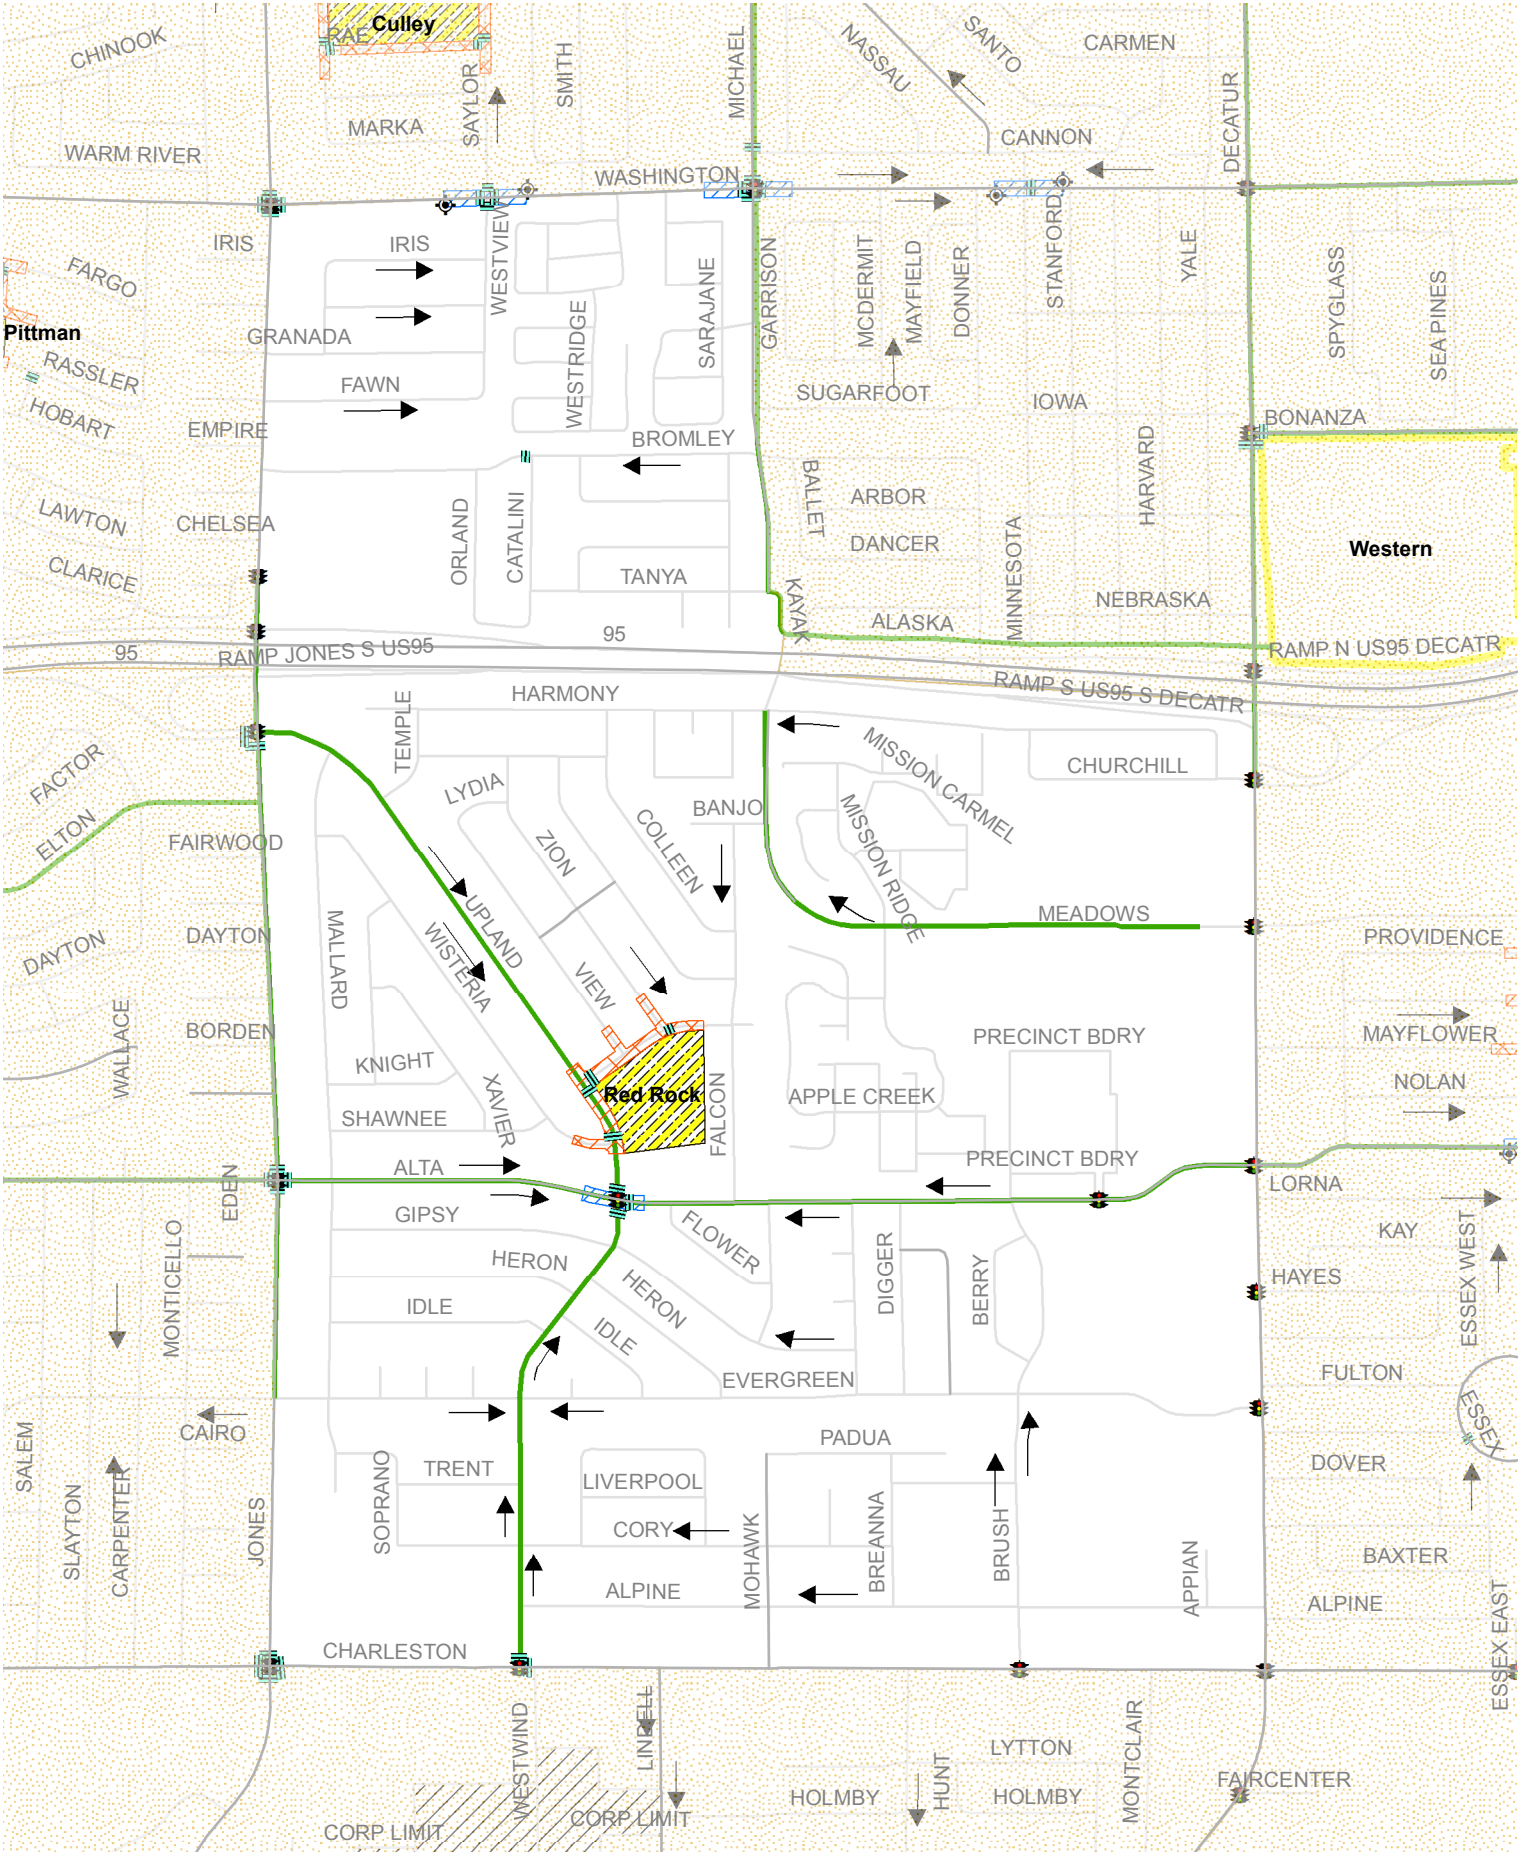 Culley
RAE
CHINOOK
SAYLOR
SMITH
MICHAEL
NASSAU
SANTO
CARMEN
DECATUR
MARKA
WARM RIVER
CANNON
WASHINGTON
IRIS
IRIS
WESTVIEW
FARGO
GRANADA
SARAJANE
GARRISON
MCDERMIT
MAYFIELD
DONNER
STANFORD
YALE
SPYGLASS
SEA PINES
Pittman
RASSLER
HOBART
FAWN
WESTRIDGE
SUGARFOOT
IOWA
EMPIRE
BROMLEY
BONANZA
LAWTON
CHELSEA
ORLAND
CATALINI
BALLET
ARBOR
DANCER
MINNESOTA
HARVARD
Western
CLARICE
TANYA
KAYAK
ALASKA
NEBRASKA
95
95
RAMP JONES S US95
RAMP N US95 DECATR
RAMP S US95 S DECATR
HARMONY
TEMPLE
FACTOR
LYDIA
BANJO
MISSION CARMEL
CHURCHILL
ELTON
FAIRWOOD
ZION
COLLEEN
MISSION RIDGE
MALLARD
UPLAND
WISTERIA
MEADOWS
DAYTON
DAYTON
PROVIDENCE
VIEW
WALLACE
BORDEN
PRECINCT BDRY
MAYFLOWER
KNIGHT
XAVIER
Red Rock
FALCON
APPLE CREEK
NOLAN
SHAWNEE
ALTA
PRECINCT BDRY
EDEN
LORNA
GIPSY
FLOWER
DIGGER
KAY
ESSEX WEST
MONTICELLO
HERON
HERON
BERRY
HAYES
IDLE
IDLE
EVERGREEN
FULTON
ESSEX
CAIRO
SALEM
PADUA
DOVER
TRENT
SOPRANO
LIVERPOOL
SLAYTON
CARPENTER
JONES
CORY
MOHAWK
BREANNA
BRUSH
BAXTER
APPIAN
ALPINE
ALPINE
ESSEX EAST
CHARLESTON
WESTWIND
LINDELL
HUNT
LYTTON
MONTCLAIR
FAIRCENTER
HOLMBY
HOLMBY
CORP LIMIT
CORP LIMIT